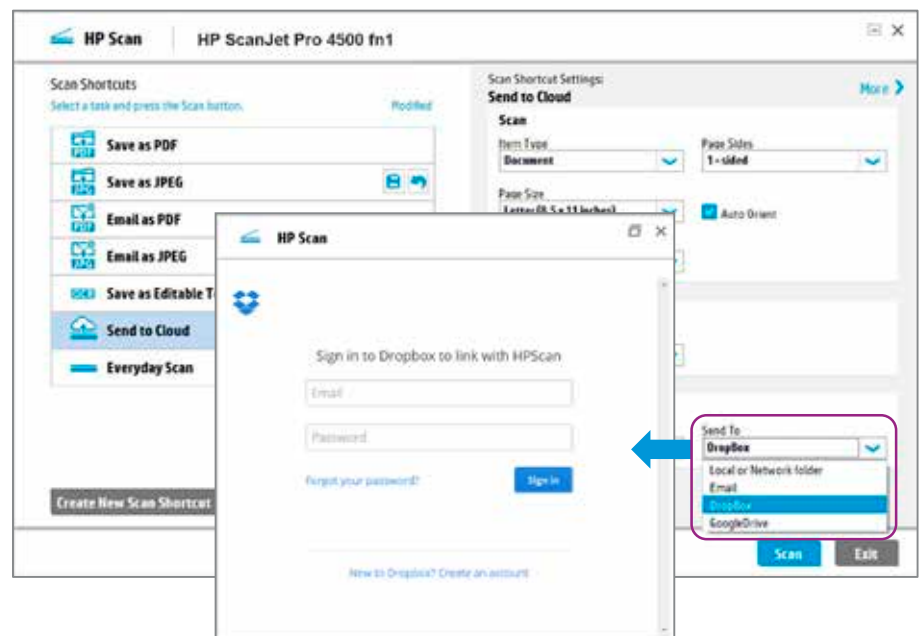 HP Scan
HP ScanJet Pro 4500 fn1
Scan Shortcuts
Select a task and press the Scan button.
Modified
Save as PDF
Save as JPEG
Email as PDF
Email as JPEG
Save as Editable T
Send to Cloud
Everyday Scan
Create New Scan Shortcut
Scan Shortcut Settings:
Send to Cloud
More
Scan
Item Type
Page Sides
Document
1-sided
Page Size
Letter (8.5 x 11 inches)
Auto Orient
HP Scan
Sign in to Dropbox to link with HPScan
Email
Password
Forgot your password?
Sign in
New to Dropbox? Create an account
Send To
DropBox
Local or Network folder
Email
DropBox
GoogleDrive
Scan
Exit